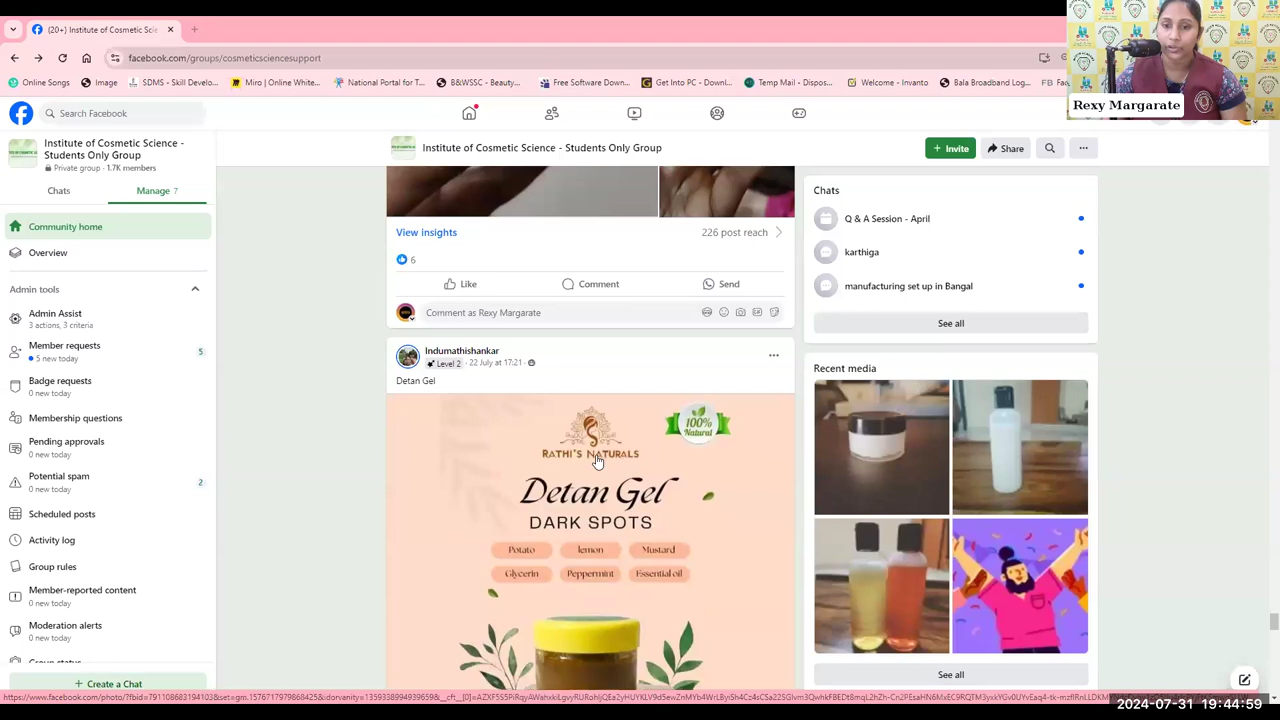 (20+) Institute of Cosmetic Scie
facebook.com/groups/cosmeticsciencesupport
Online Songs
Image
SDMS - Skill Develo...
Miro | Online White...
National Portal for T...
B&WSSC - Beauty...
FreeSoftware Down...
Get Into PC - Downl...
Temp Mail - Dispos...
Welcome - Invanto
Bala Broadband Log...
FB
Rexy Margarate
Search Facebook
Institute of Cosmetic Science -
Students Only Group
Private group · 1.7K members
Chats
Manage 7
Community home
Overview
Admin tools
Admin Assist
3 actions, 3 criteria
Member requests
5 new today
5
Badge requests
0 new today
Membership questions
Pending approvals
0 new today
Potential spam
0 new today
2
Scheduled posts
Activity log
Group rules
Member-reported content
0 new today
Moderation alerts
0 new today
Group status
+ Create a Chat
Institute of Cosmetic Science - Students Only Group
+ Invite
Share
View insights
226 post reach
6
Like
Comment
Send
Comment as Rexy Margarate
Indumathishankar
Level 2 · 22 July at 17:21 ·
Detan Gel
100%
Natural
RATHI'S NATURALS
Detan Gel
DARK SPOTS
Potato
lemon
Mustard
Glycerin
Peppermint
Essential oil
Chats
Q & A Session - April
karthiga
manufacturing set up in Bangal
See all
Recent media
See all
2024-07-31 19:44:59